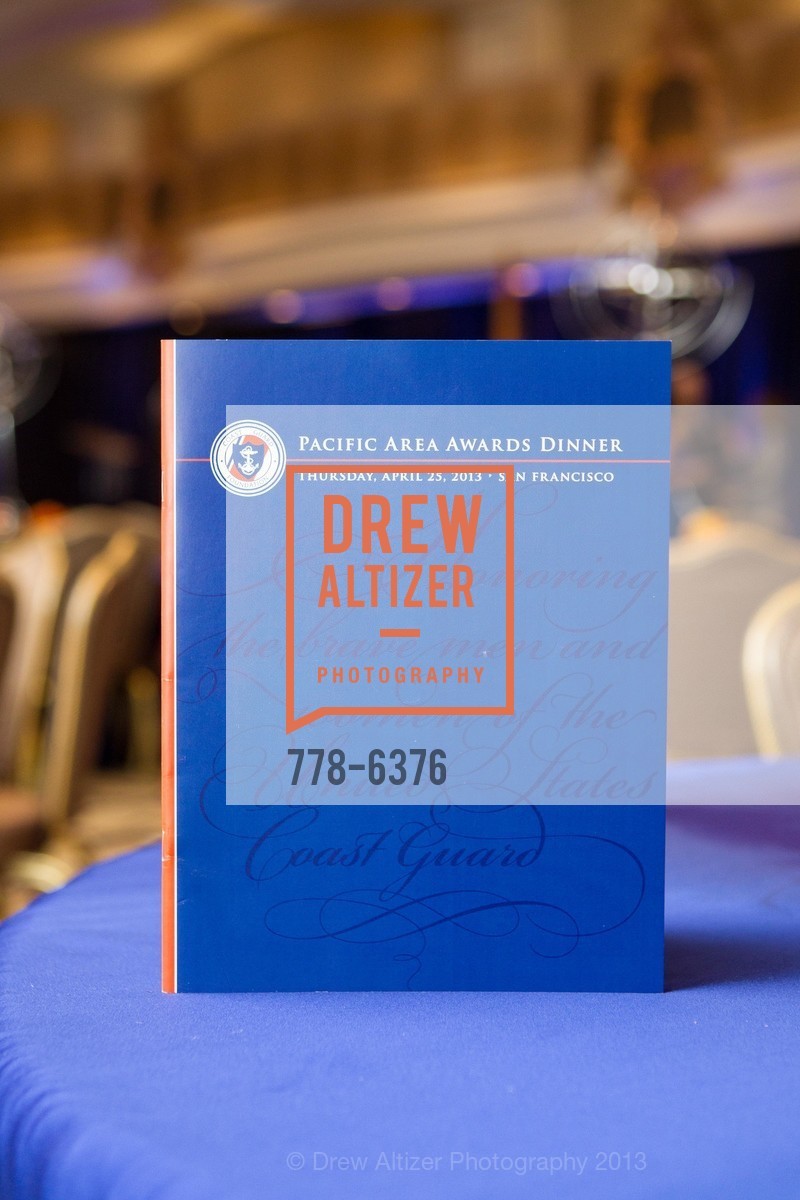 PACIFIC AREA AWARDS DINNER
THURSDAY, APRIL 25, 2013 • SAN FRANCISCO
DREW
ALTIZER
PHOTOGRAPHY
honoring
the brave men and
women of the
United States
Coast Guard
778-6376
© Drew Altizer Photography 2013